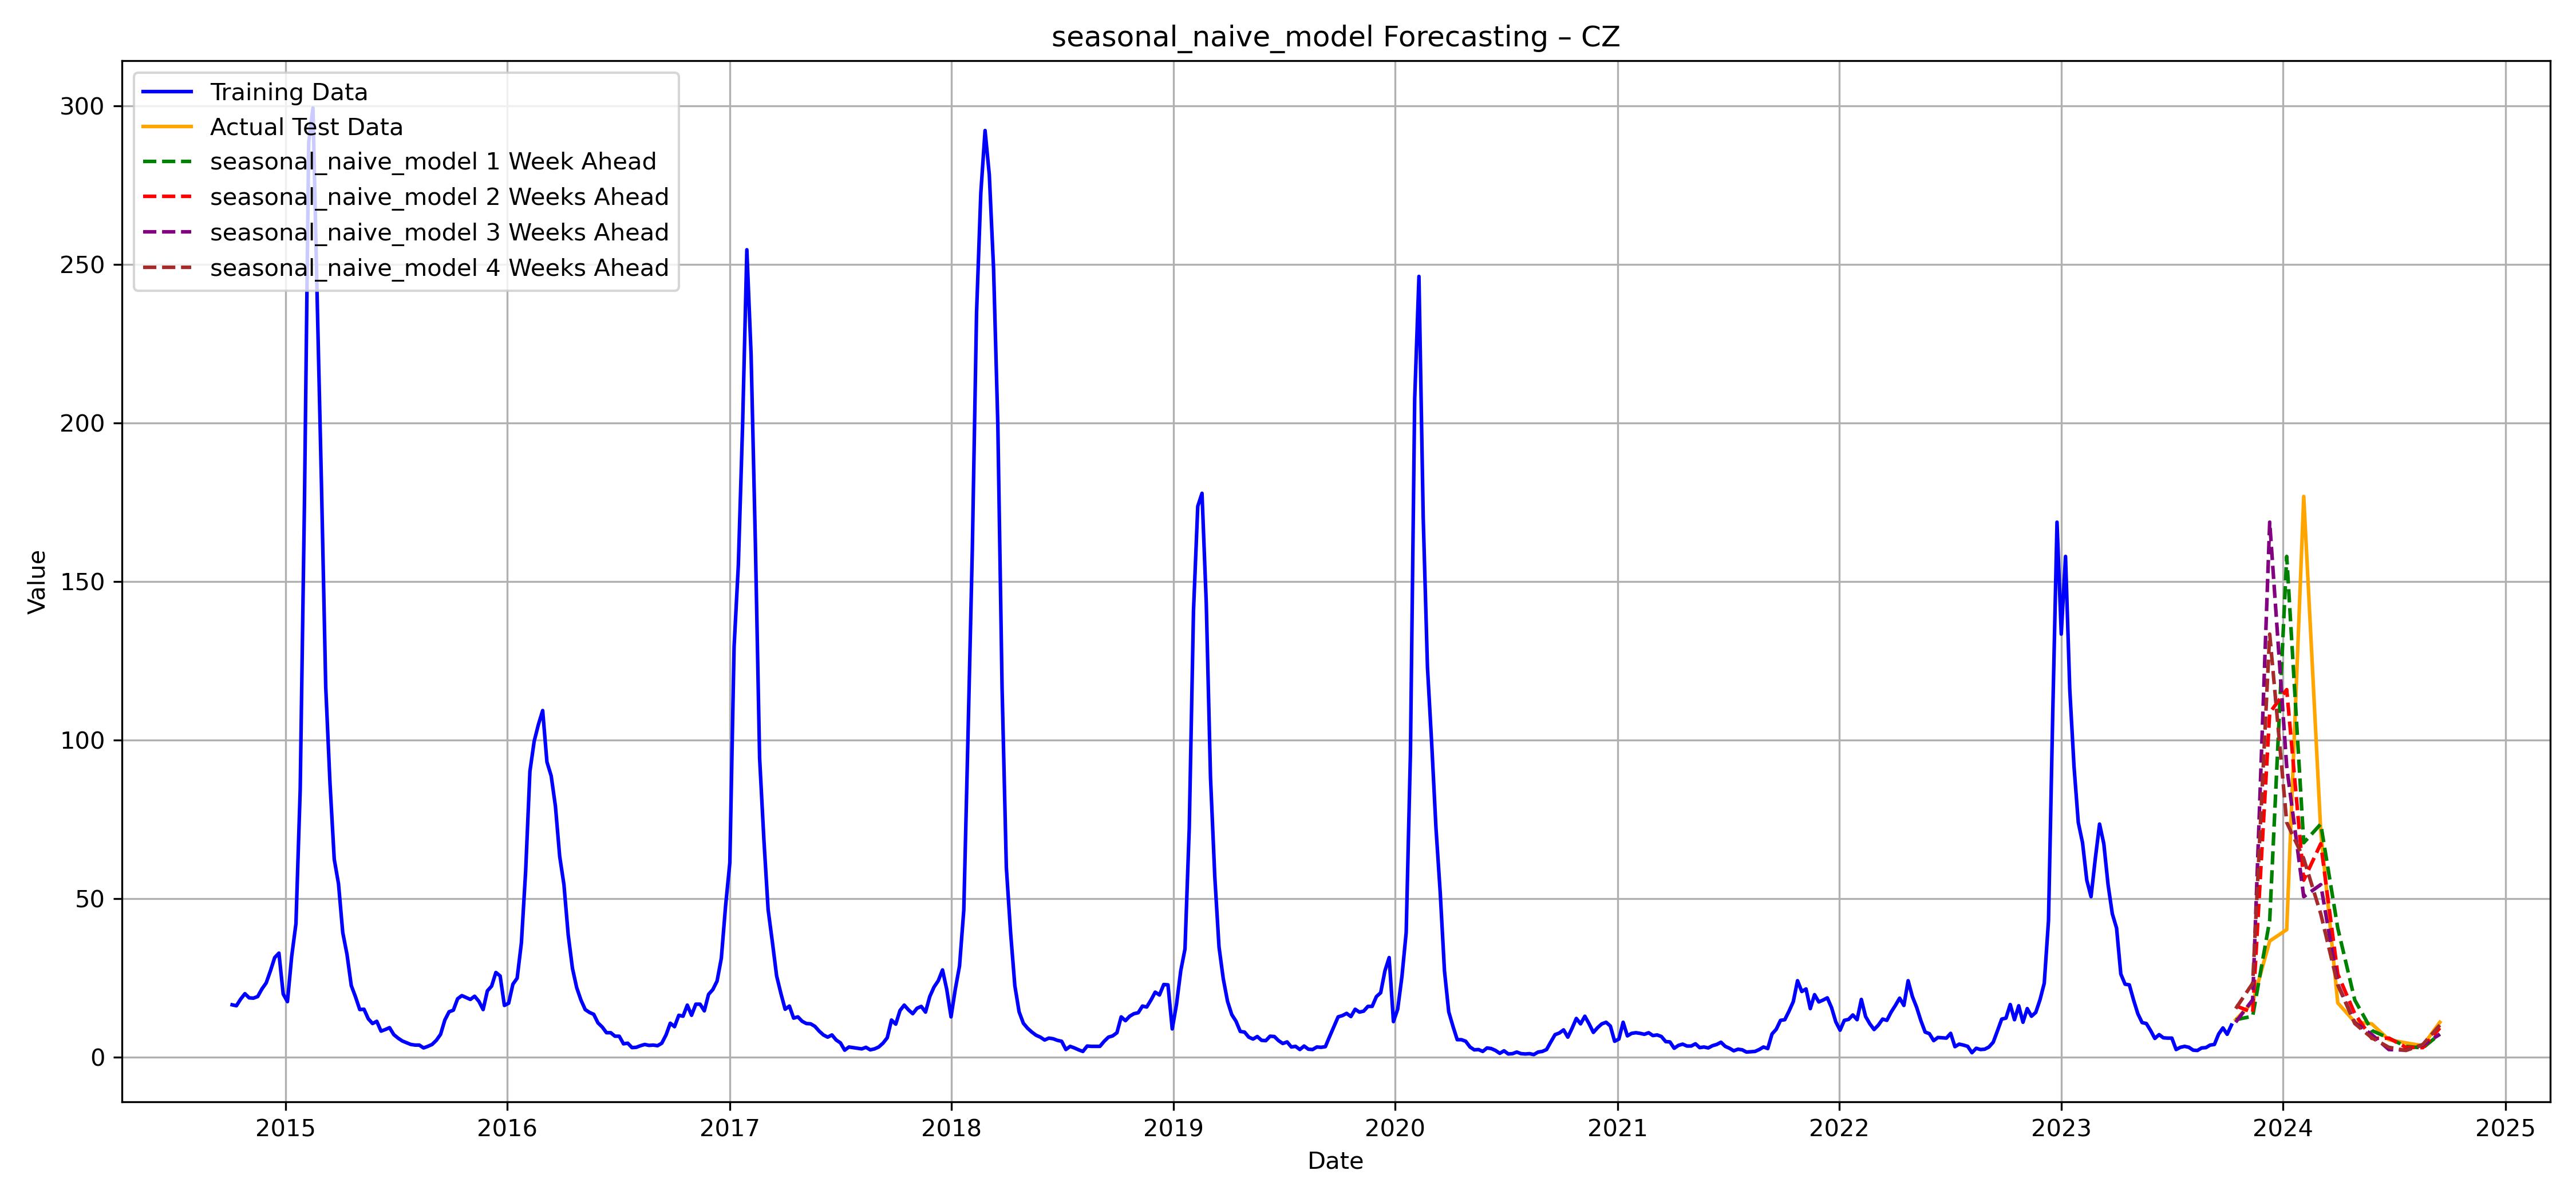 seasonal_naive_model Forecasting – CZ
Training Data
Actual Test Data
seasonal_naive_model 1 Week Ahead
seasonal_naive_model 2 Weeks Ahead
seasonal_naive_model 3 Weeks Ahead
seasonal_naive_model 4 Weeks Ahead
Value
300
250
200
150
100
50
0
2015 2016 2017 2018 2019 2020 2021 2022 2023 2024 2025
Date